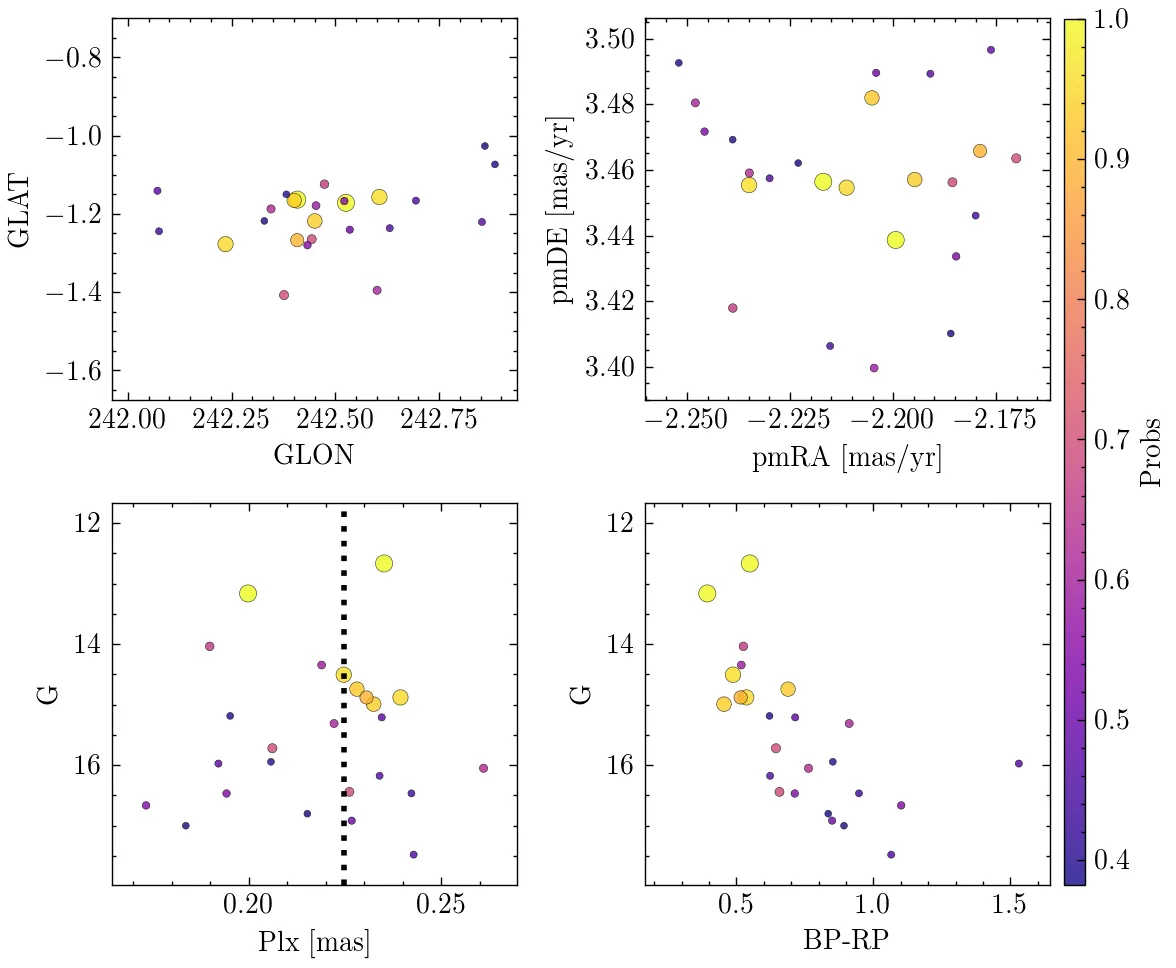 −0.8
−1.0
−1.2
−1.4
−1.6
GLAT
242.00 242.25 242.50 242.75
GLON
3.50
3.48
3.46
3.44
3.42
3.40
pmDE [mas/yr]
−2.250 −2.225 −2.200 −2.175
pmRA [mas/yr]
12
14
16
G
0.20 0.25
Plx [mas]
12
14
16
G
0.5 1.0 1.5
BP-RP
1.0
0.9
0.8
0.7
0.6
0.5
0.4
Probs